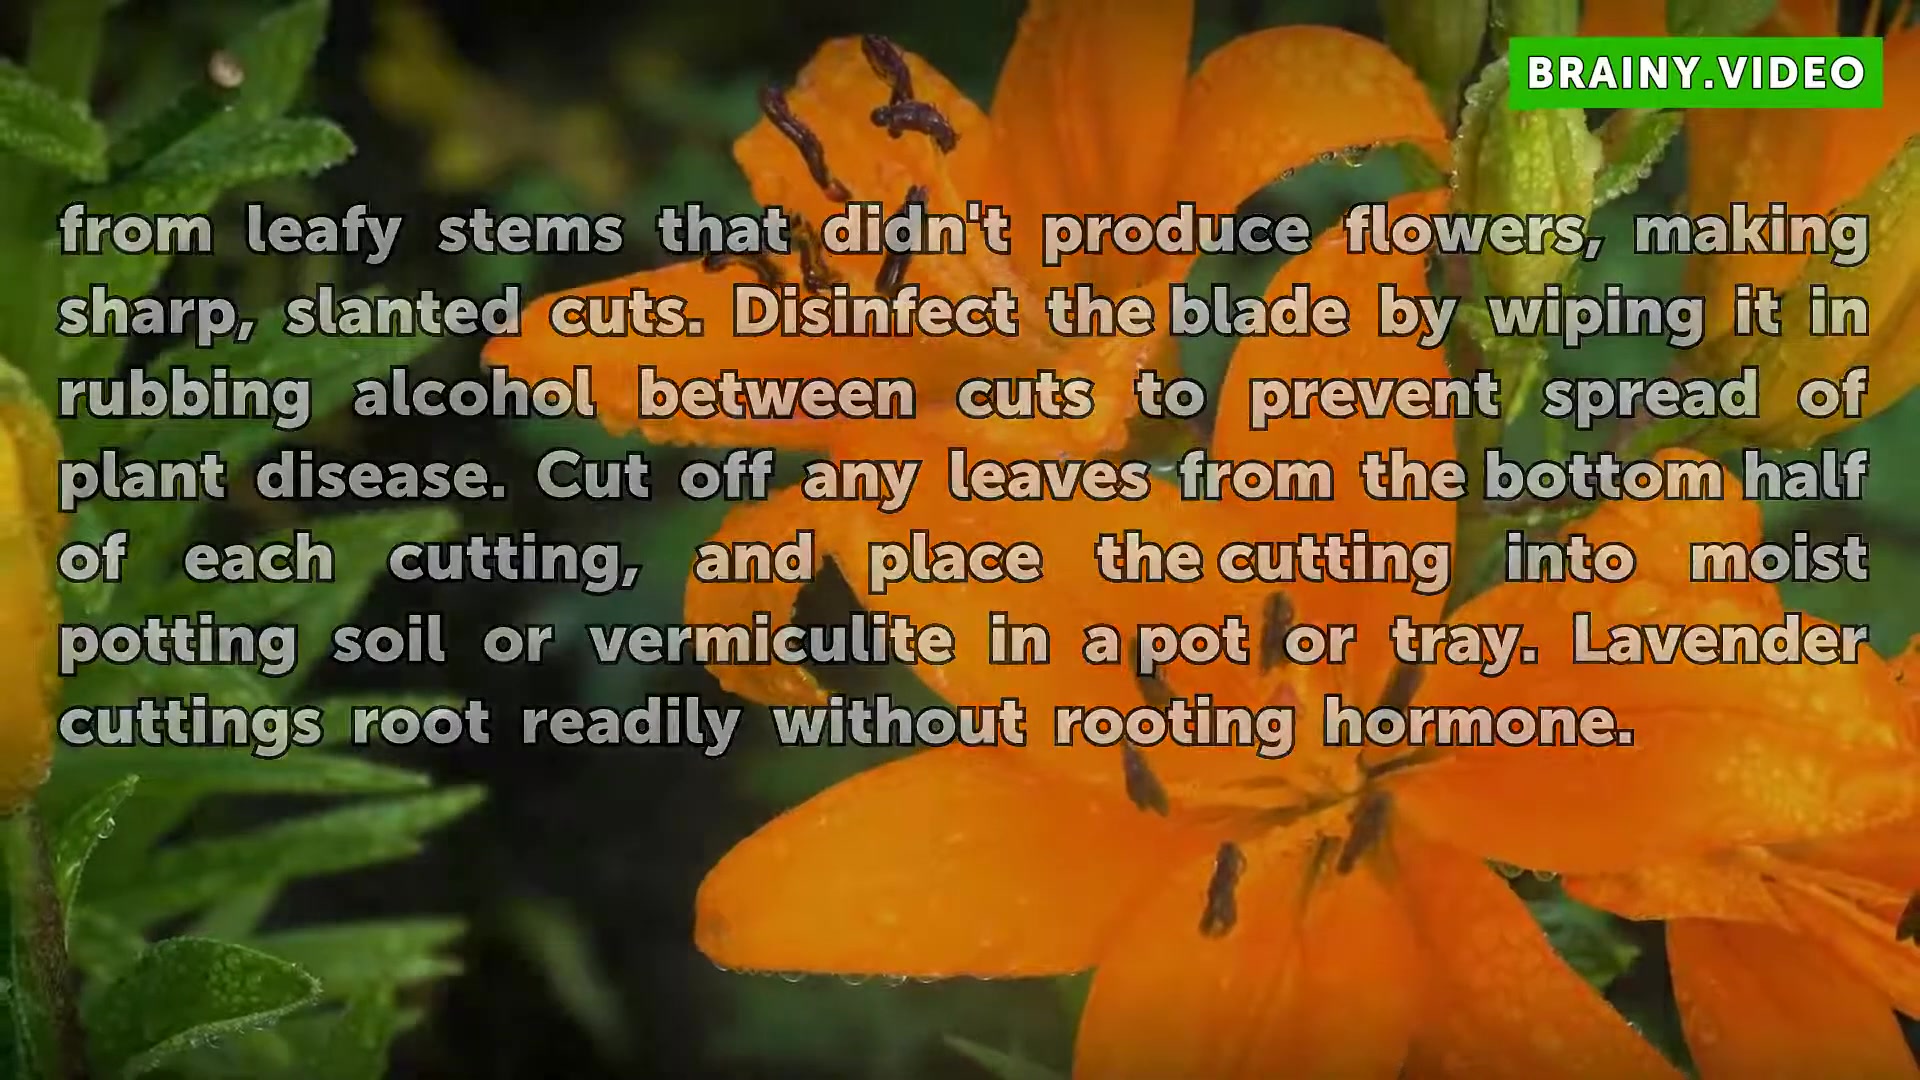 BRAINY.VIDEO
from leafy stems that didn't produce flowers, making
sharp, slanted cuts. Disinfect the blade by wiping it in
rubbing alcohol between cuts to prevent spread of
plant disease. Cut off any leaves from the bottom half
of each cutting, and place the cutting into moist
potting soil or vermiculite in a pot or tray. Lavender
cuttings root readily without rooting hormone.